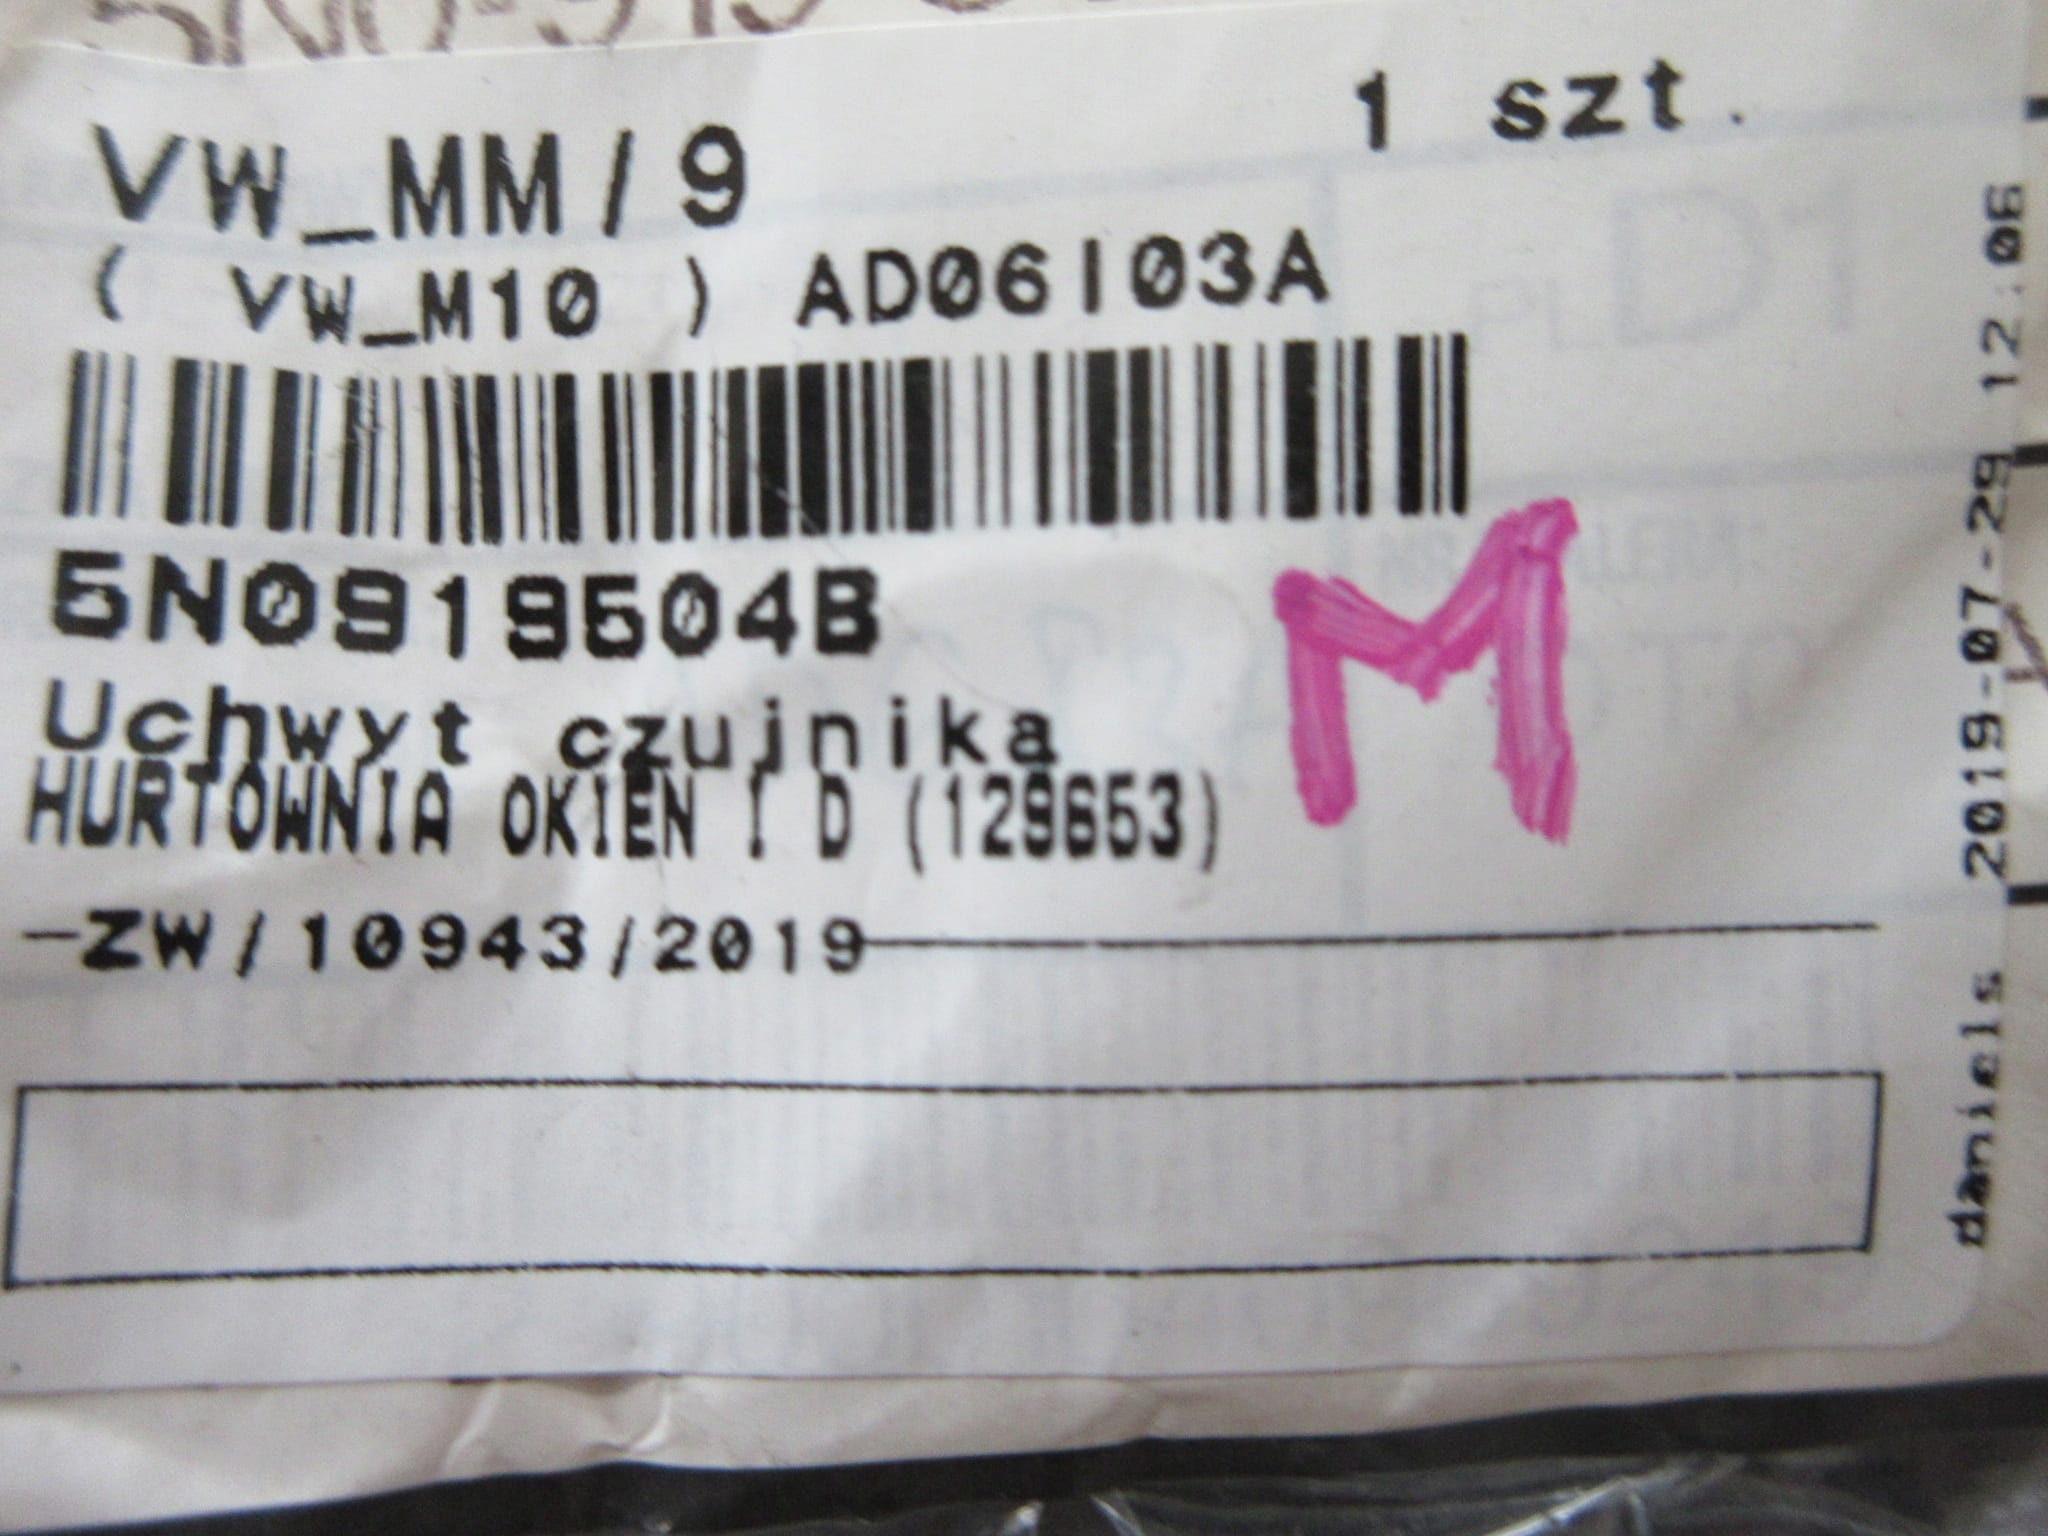 VW_MM/9
1 szt.
( VW_M10 ) AD06I03A
5N0919504B
Uchwyt czujnika
M
HURTOWNIA OKIEN I D (129653)
ZW/10943/2019
daniels 2019-07-29 12:06